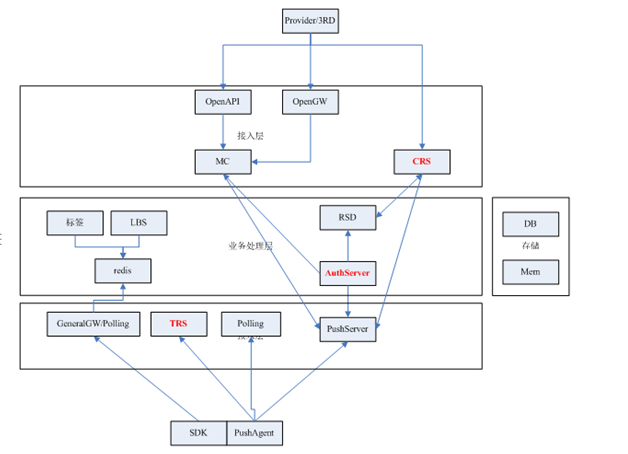 Provider/3RD
OpenAPI
OpenGW
接入层
MC
CRS
标签
LBS
RSD
业务处理层
redis
AuthServer
DB
存储
Mem
GeneralGW/Polling
TRS
Polling
PushServer
SDK
PushAgent